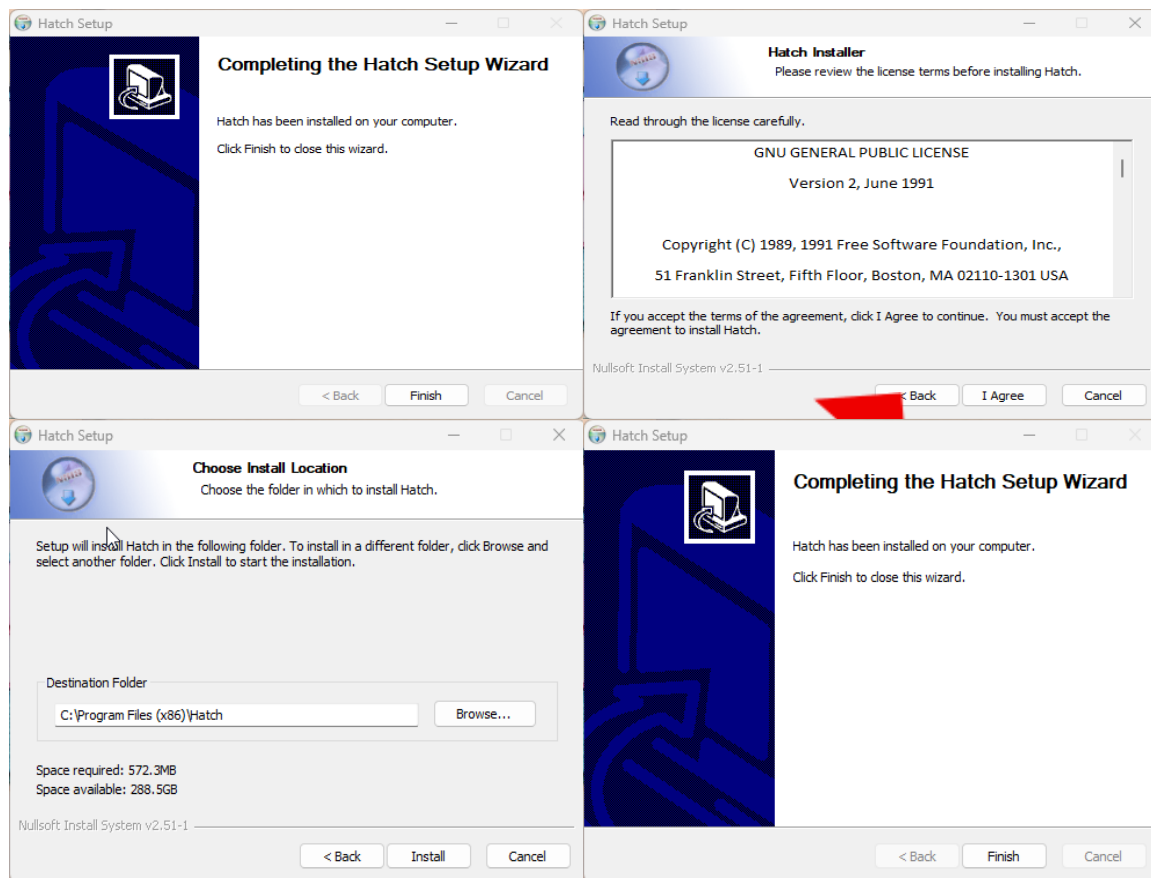 Hatch Setup
Completing the Hatch Setup Wizard
Hatch has been installed on your computer.
Click Finish to close this wizard.
< Back Finish Cancel
Hatch Setup
Hatch Installer
Please review the license terms before installing Hatch.
Read through the license carefully.
GNU GENERAL PUBLIC LICENSE
Version 2, June 1991
Copyright (C) 1989, 1991 Free Software Foundation, Inc.,
51 Franklin Street, Fifth Floor, Boston, MA 02110-1301 USA
If you accept the terms of the agreement, click I Agree to continue. You must accept the
agreement to install Hatch.
Nullsoft Install System v2.51-1
< Back I Agree Cancel
Hatch Setup
Choose Install Location
Choose the folder in which to install Hatch.
Setup will install Hatch in the following folder. To install in a different folder, click Browse and
select another folder. Click Install to start the installation.
Destination Folder
C:\Program Files (x86)\Hatch Browse...
Space required: 572.3MB
Space available: 288.5GB
Nullsoft Install System v2.51-1
< Back Install Cancel
Hatch Setup
Completing the Hatch Setup Wizard
Hatch has been installed on your computer.
Click Finish to close this wizard.
< Back Finish Cancel